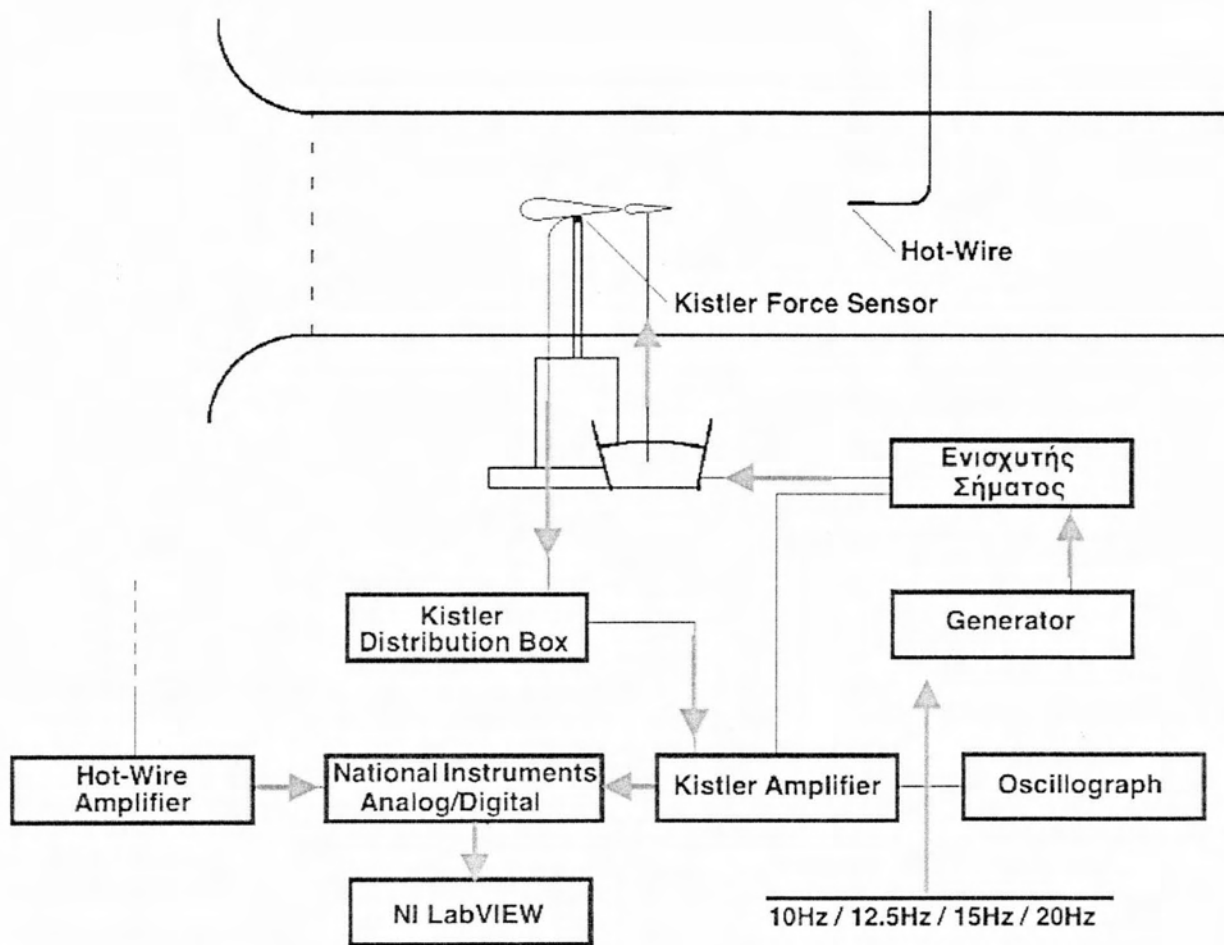 Hot-Wire
Kistler Force Sensor
Ενισχυτής
Σήματος
Kistler
Distribution Box
Generator
Hot-Wire
Amplifier
National Instruments
Analog/Digital
Kistler Amplifier
Oscillograph
NI LabVIEW
10Hz / 12.5Hz / 15Hz / 20Hz